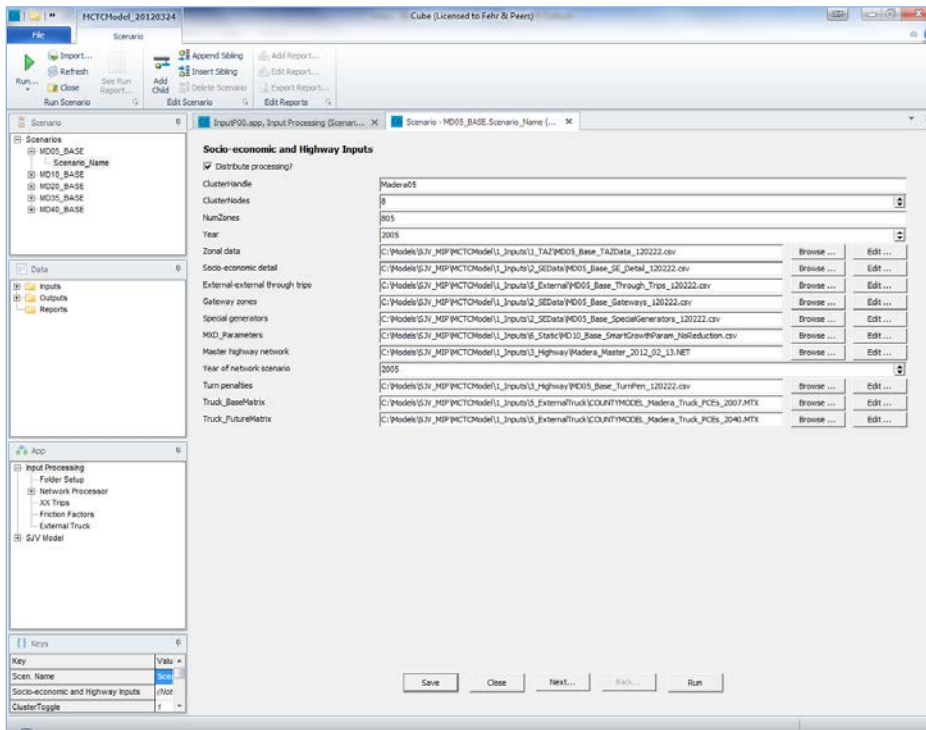 MCTCModel_20120324
Cube (Licensed to Fehr & Peers)
File
Scenario
Run...
Import...
Refresh
Close
See Run Report...
Run Scenario
Add Child
Append Sibling
Insert Sibling
Delete Scenario
Edit Scenario
Add Report...
Edit Report...
Export Report...
Edit Reports
Scenario
Scenarios
MD05_BASE
Scenario_Name
MD10_BASE
MD20_BASE
MD35_BASE
MD40_BASE
Data
Inputs
Outputs
Reports
App
Input Processing
Folder Setup
Network Processor
XX Trips
Friction Factors
External Truck
SJV Model
Keys
Key Valu
Scen. Name Scen
Socio-economic and Highway Inputs (Not
ClusterToggle 1
InputP00.app, Input Processing (Scenari... X
Scenario - MD05_BASE.Scenario_Name (... X
Socio-economic and Highway Inputs
Distribute processing?
ClusterHandle Madera05
ClusterNodes 8
NumZones 805
Year 2005
Zonal data C:\Models\SJV_MIP\MCTCModel\1_Inputs\1_TAZ\MD05_Base_TAZData_120222.csv Browse ... Edit ...
Socio-economic detail C:\Models\SJV_MIP\MCTCModel\1_Inputs\2_SEData\MD05_Base_SE_Detail_120222.csv Browse ... Edit ...
External-external through trips C:\Models\SJV_MIP\MCTCModel\1_Inputs\5_External\MD05_Base_Through_Trips_120222.csv Browse ... Edit ...
Gateway zones C:\Models\SJV_MIP\MCTCModel\1_Inputs\2_SEData\MD05_Base_Gateways_120222.csv Browse ... Edit ...
Special generators C:\Models\SJV_MIP\MCTCModel\1_Inputs\2_SEData\MD05_Base_SpecialGenerators_120222.csv Browse ... Edit ...
MXD_Parameters C:\Models\SJV_MIP\MCTCModel\1_Inputs\6_Static\MD10_Base_SmartGrowthParam_NoReduction.csv Browse ... Edit ...
Master highway network C:\Models\SJV_MIP\MCTCModel\1_Inputs\3_Highway\Madera_Master_2012_02_13.NET Browse ... Edit ...
Year of network scenario 2005
Turn penalties C:\Models\SJV_MIP\MCTCModel\1_Inputs\3_Highway\MD05_Base_TurnPen_120222.csv Browse ... Edit ...
Truck_BaseMatrix C:\Models\SJV_MIP\MCTCModel\1_Inputs\5_ExternalTruck\COUNTYMODEL_Madera_Truck_PCEs_2007.MTX Browse ... Edit ...
Truck_FutureMatrix C:\Models\SJV_MIP\MCTCModel\1_Inputs\5_ExternalTruck\COUNTYMODEL_Madera_Truck_PCEs_2040.MTX Browse ... Edit ...
Save Close Next... Back... Run